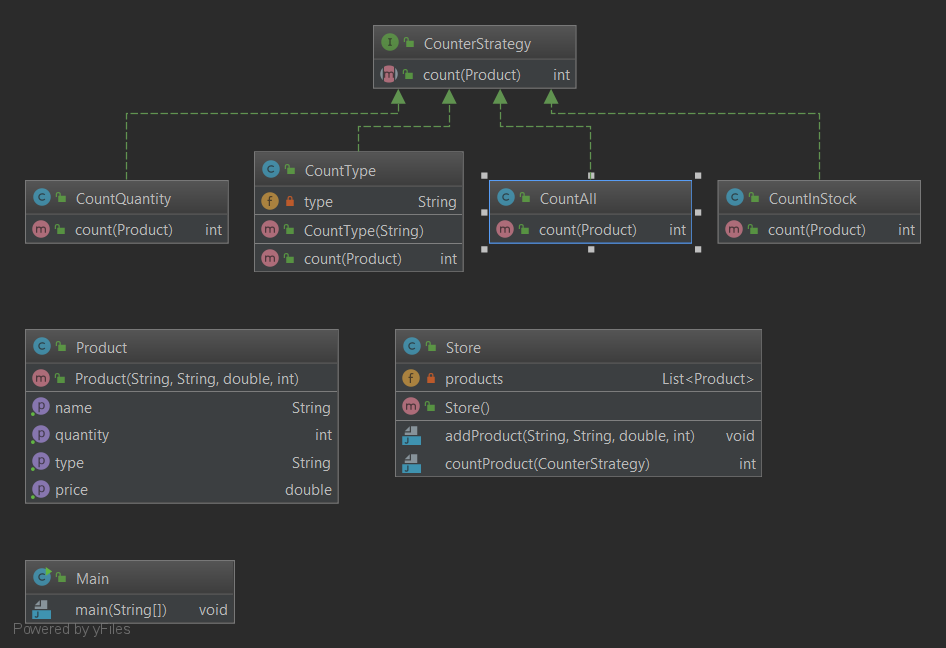 CounterStrategy
count(Product) int
CountQuantity
count(Product) int
CountType
type String
CountType(String)
count(Product) int
CountAll
count(Product) int
CountInStock
count(Product) int
Product
Product(String, String, double, int)
name String
quantity int
type String
price double
Store
products List<Product>
Store()
addProduct(String, String, double, int) void
countProduct(CounterStrategy) int
Main
main(String[]) void
Powered by yFiles